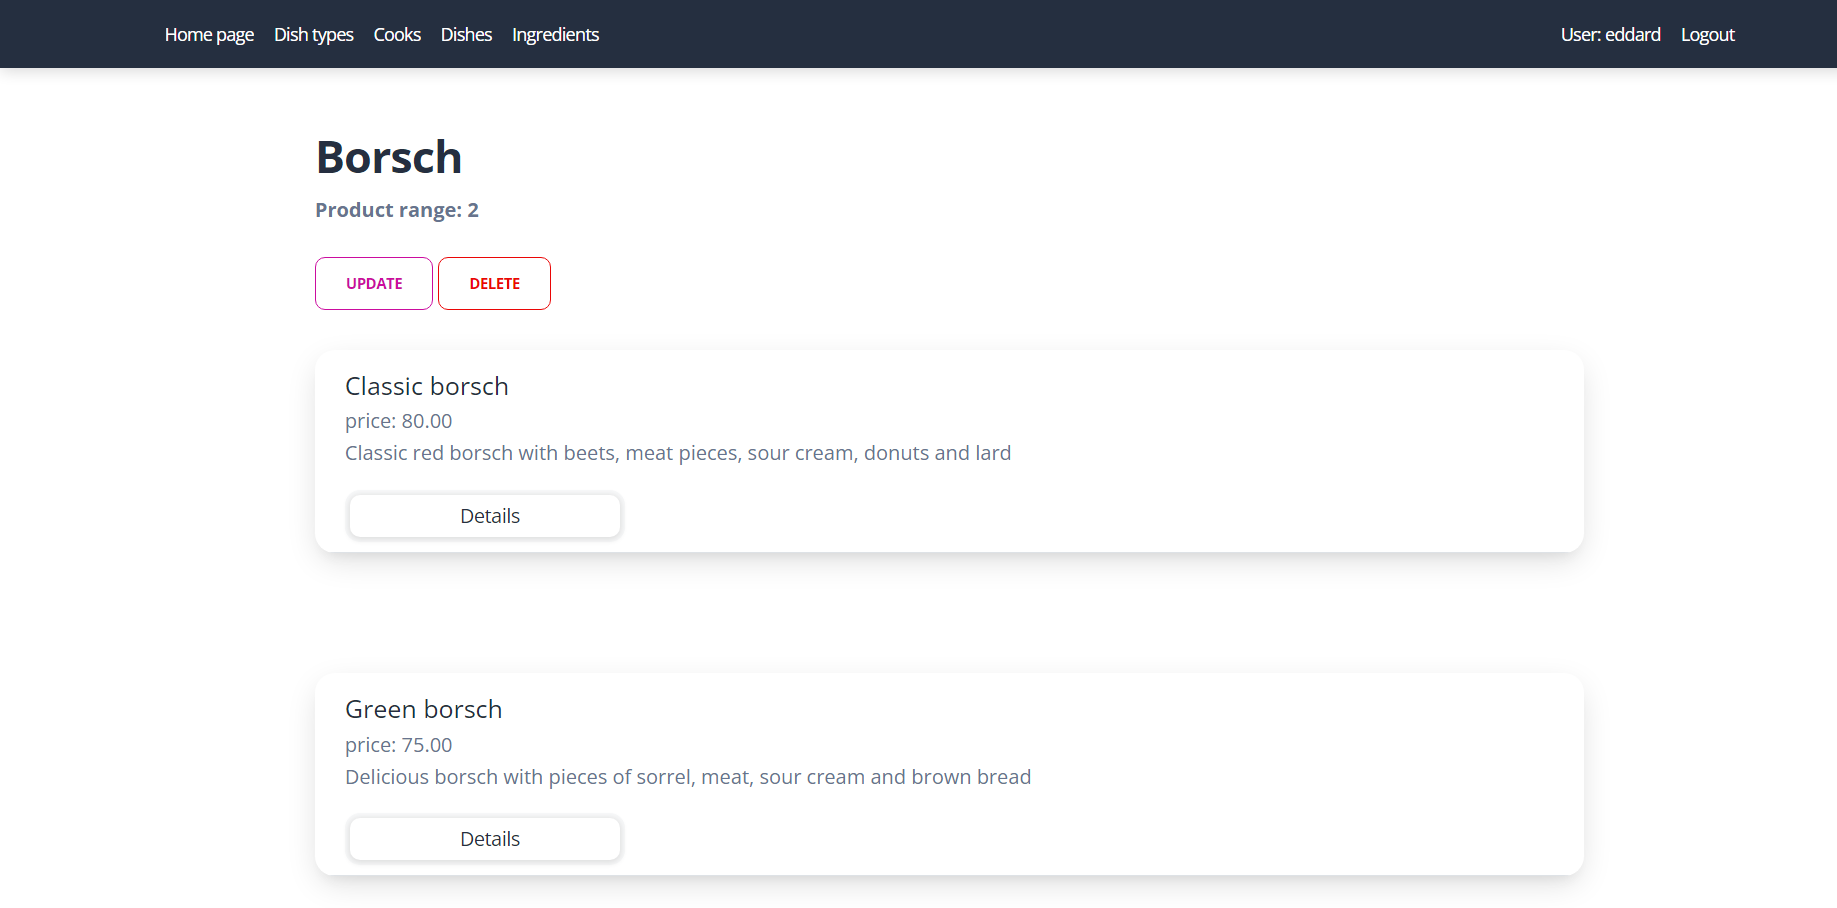 Home page Dish types Cooks Dishes Ingredients User: eddard Logout
Borsch
Product range: 2
UPDATE DELETE
Classic borsch
price: 80.00
Classic red borsch with beets, meat pieces, sour cream, donuts and lard
Details
Green borsch
price: 75.00
Delicious borsch with pieces of sorrel, meat, sour cream and brown bread
Details